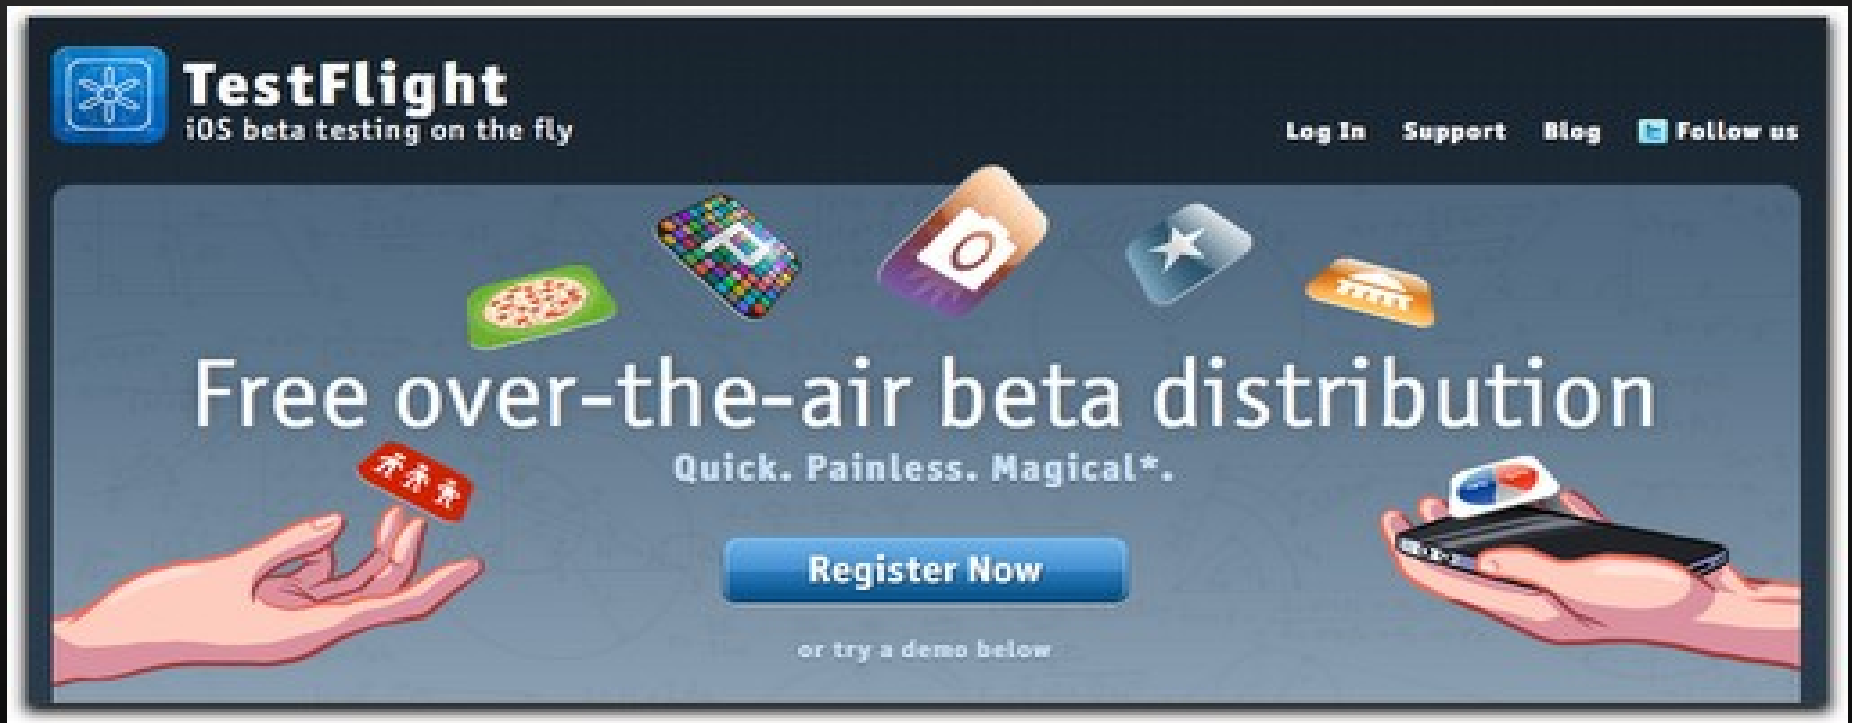 TestFlight
iOS beta testing on the fly
Log In Support Blog Follow us
P
Free over-the-air beta distribution
Quick. Painless. Magical*.
Register Now
or try a demo below